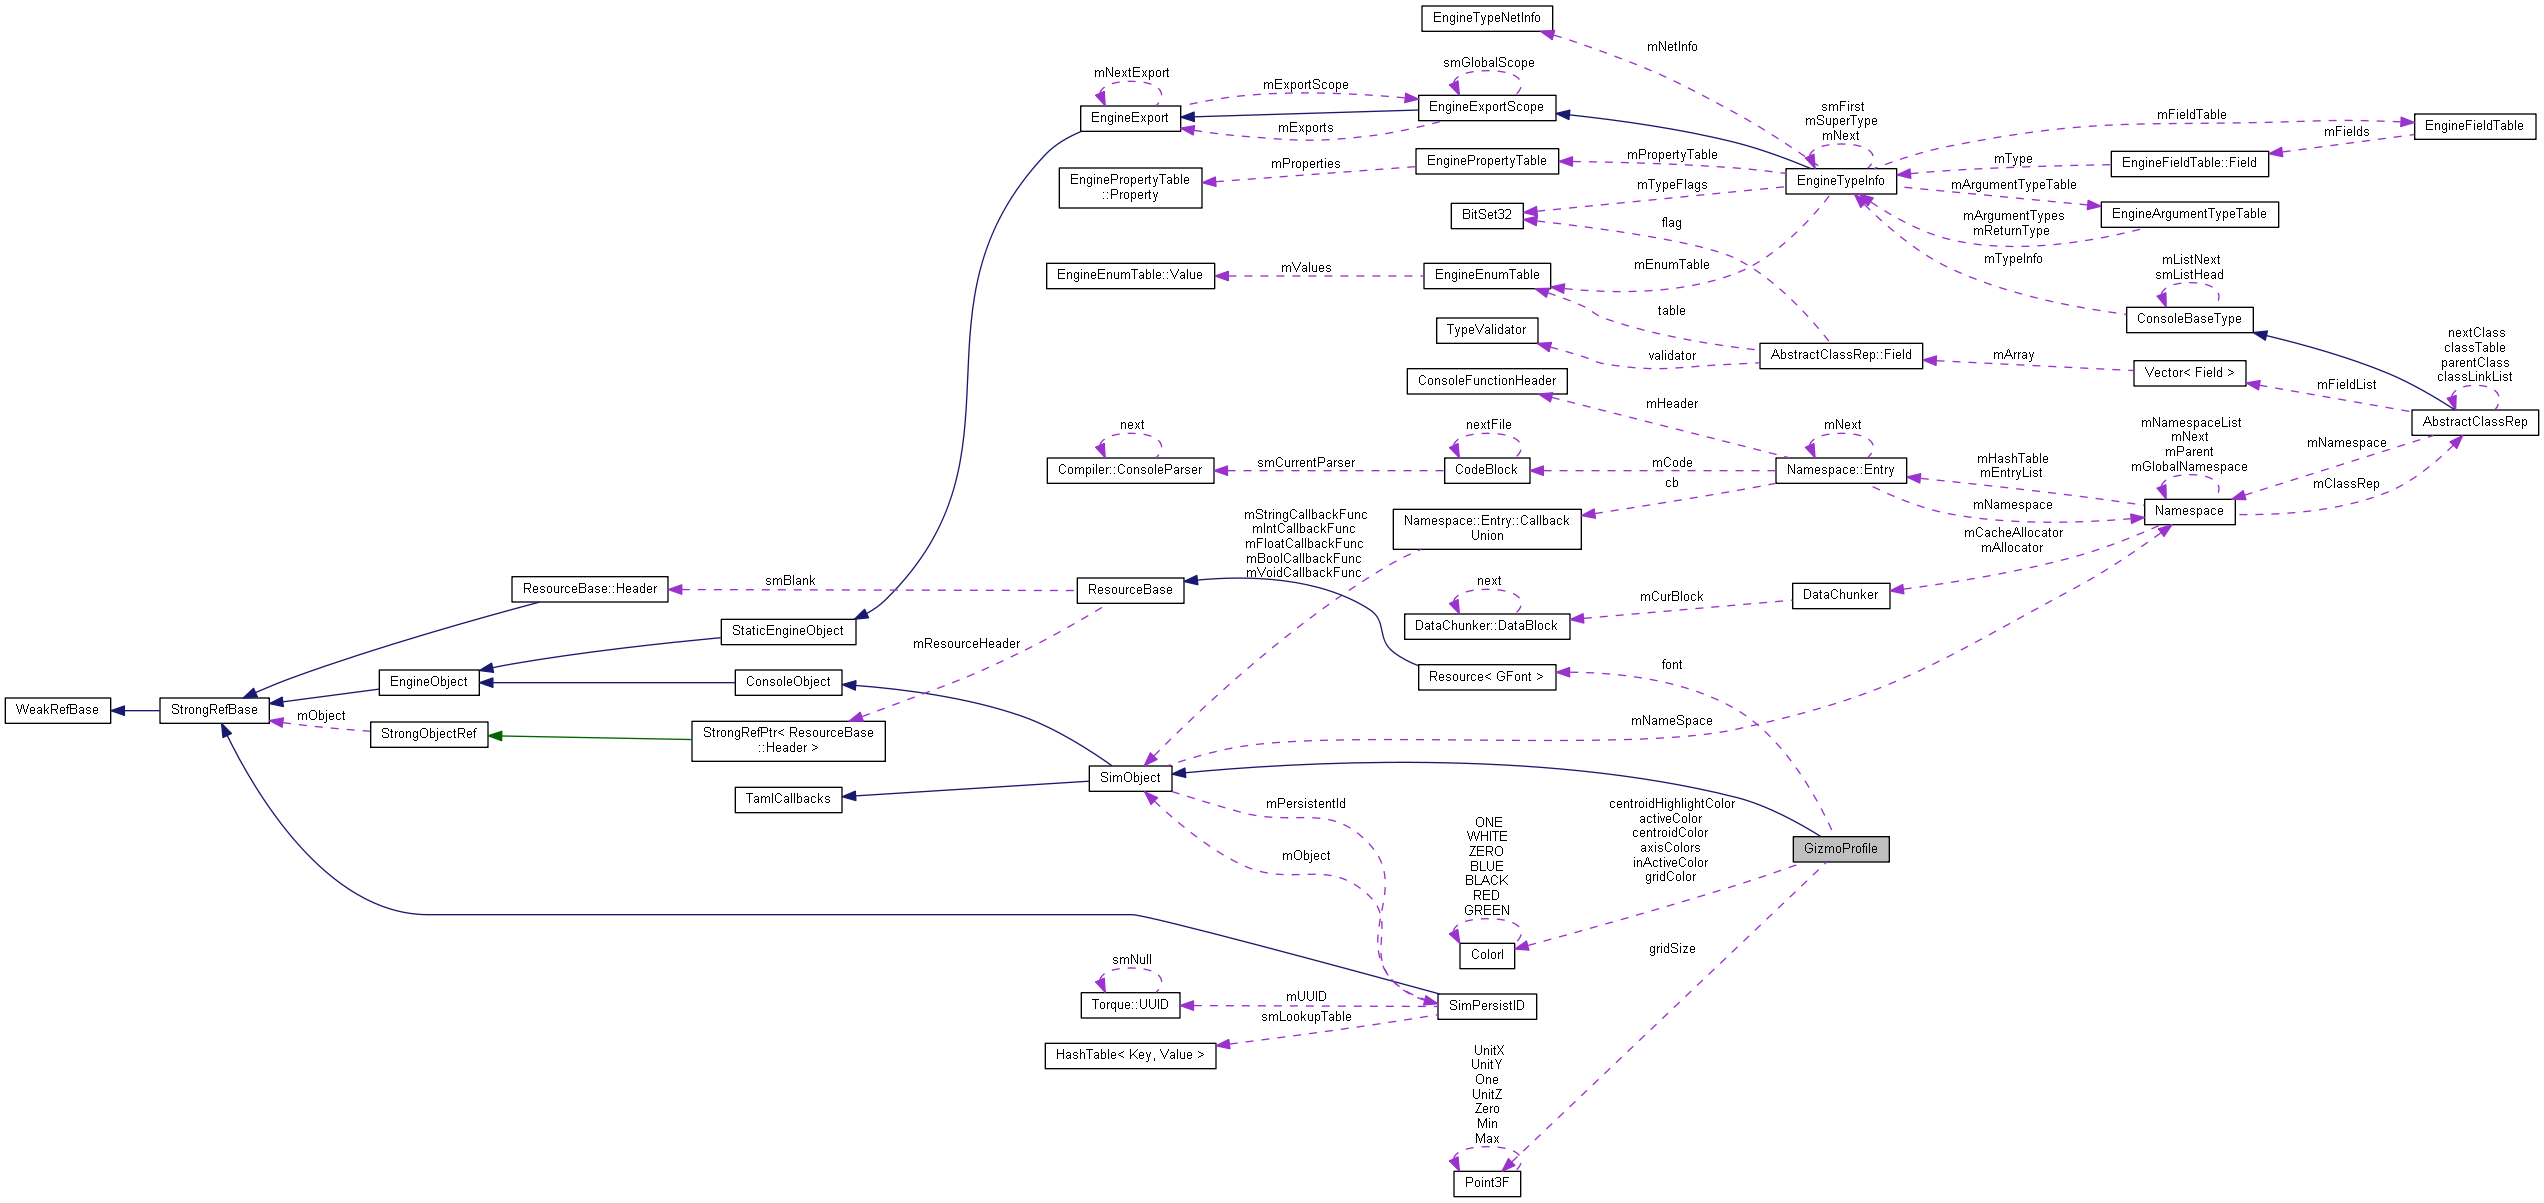 EngineTypeNetInfo
mNetInfo
smGlobalScope
mNextExport
mExportScope
EngineExportScope
smFirst
mSuperType
mNext
mFieldTable
EngineFieldTable
EngineExport
mExports
mFields
mProperties
EnginePropertyTable
mPropertyTable
mType
EngineFieldTable::Field
EnginePropertyTable
::Property
mTypeFlags
EngineTypeInfo
mArgumentTypeTable
BitSet32
flag
mArgumentTypes
mReturnType
EngineArgumentTypeTable
EngineEnumTable::Value
mValues
EngineEnumTable
mEnumTable
mTypeInfo
mListNext
smListHead
table
ConsoleBaseType
TypeValidator
validator
AbstractClassRep::Field
mArray
Vector< Field >
nextClass
classTable
parentClass
classLinkList
ConsoleFunctionHeader
mHeader
mFieldList
AbstractClassRep
next
nextFile
mNext
mNamespaceList
mNext
mParent
mGlobalNamespace
mNamespace
Compiler::ConsoleParser
smCurrentParser
CodeBlock
mCode
Namespace::Entry
mHashTable
mEntryList
mClassRep
cb
mNamespace
Namespace
mStringCallbackFunc
mIntCallbackFunc
mFloatCallbackFunc
mBoolCallbackFunc
mVoidCallbackFunc
Namespace::Entry::Callback
Union
mCacheAllocator
mAllocator
ResourceBase::Header
smBlank
ResourceBase
next
mCurBlock
DataChunker
StaticEngineObject
mResourceHeader
DataChunker::DataBlock
EngineObject
ConsoleObject
Resource< GFont >
font
WeakRefBase
StrongRefBase
mObject
StrongObjectRef
StrongRefPtr< ResourceBase
::Header >
mNameSpace
SimObject
TamlCallbacks
mPersistentId
mObject
ONE
WHITE
ZERO
BLUE
BLACK
RED
GREEN
centroidHighlightColor
activeColor
centroidColor
axisColors
inActiveColor
gridColor
GizmoProfile
ColorI
gridSize
smNull
Torque::UUID
mUUID
SimPersistID
smLookupTable
HashTable< Key, Value >
UnitX
UnitY
One
UnitZ
Zero
Min
Max
Point3F